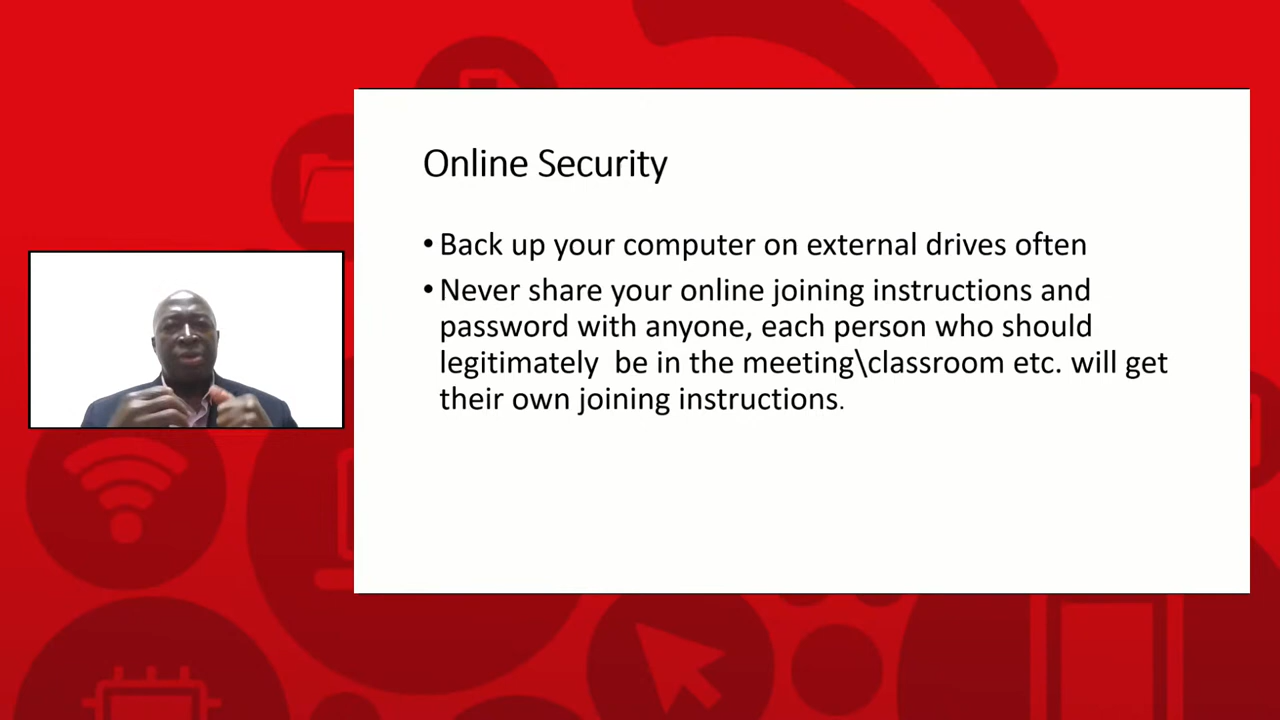 Online Security
• Back up your computer on external drives often
• Never share your online joining instructions and
password with anyone, each person who should
legitimately  be in the meeting\classroom etc. will get
their own joining instructions.